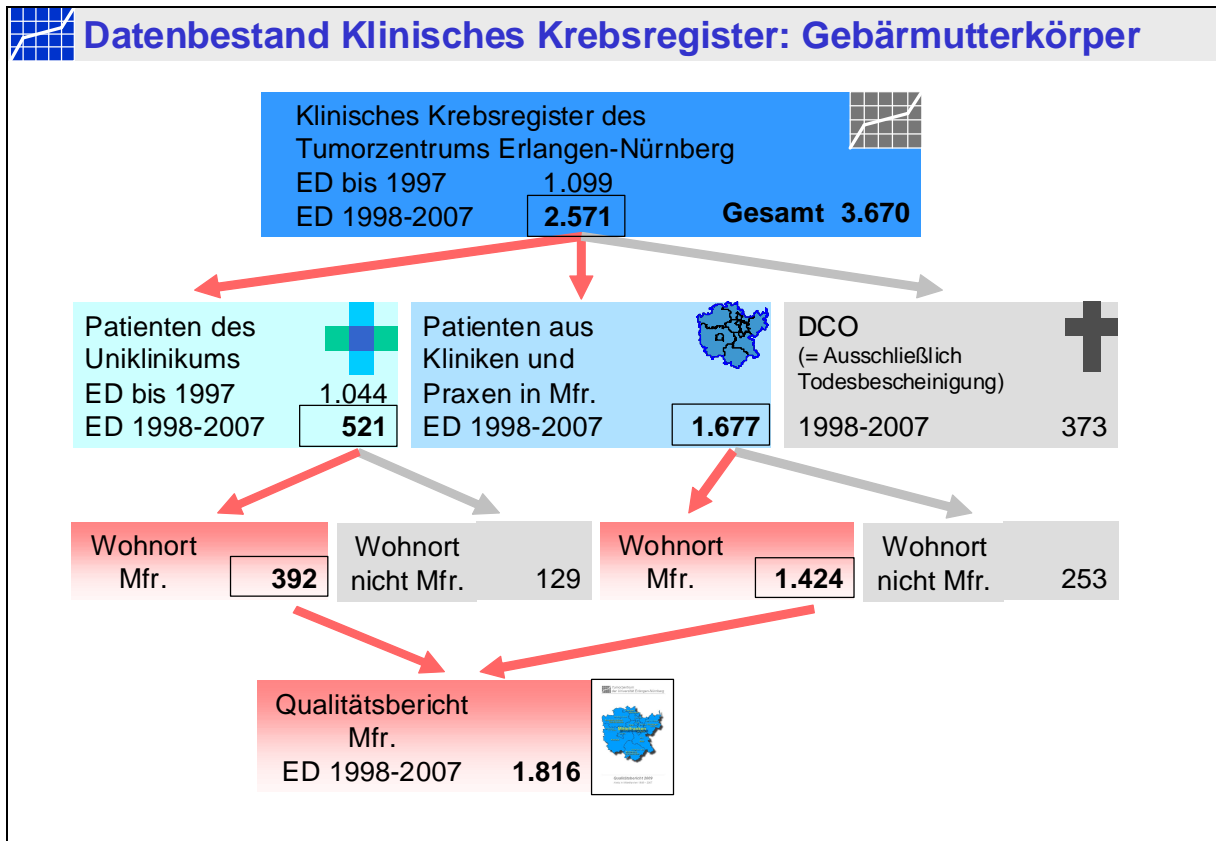 Datenbestand Klinisches Krebsregister: Gebärmutterkörper
Klinisches Krebsregister des
Tumorzentrums Erlangen-Nürnberg
ED bis 1997 1.099
ED 1998-2007 2.571 Gesamt 3.670
Patienten des
Uniklinikums
ED bis 1997 1.044
ED 1998-2007 521
Patienten aus
Kliniken und
Praxen in Mfr.
ED 1998-2007 1.677
DCO
(= Ausschließlich
Todesbescheinigung)
1998-2007 373
Wohnort
Mfr. 392
Wohnort
nicht Mfr. 129
Wohnort
Mfr. 1.424
Wohnort
nicht Mfr. 253
Qualitätsbericht
Mfr.
ED 1998-2007 1.816